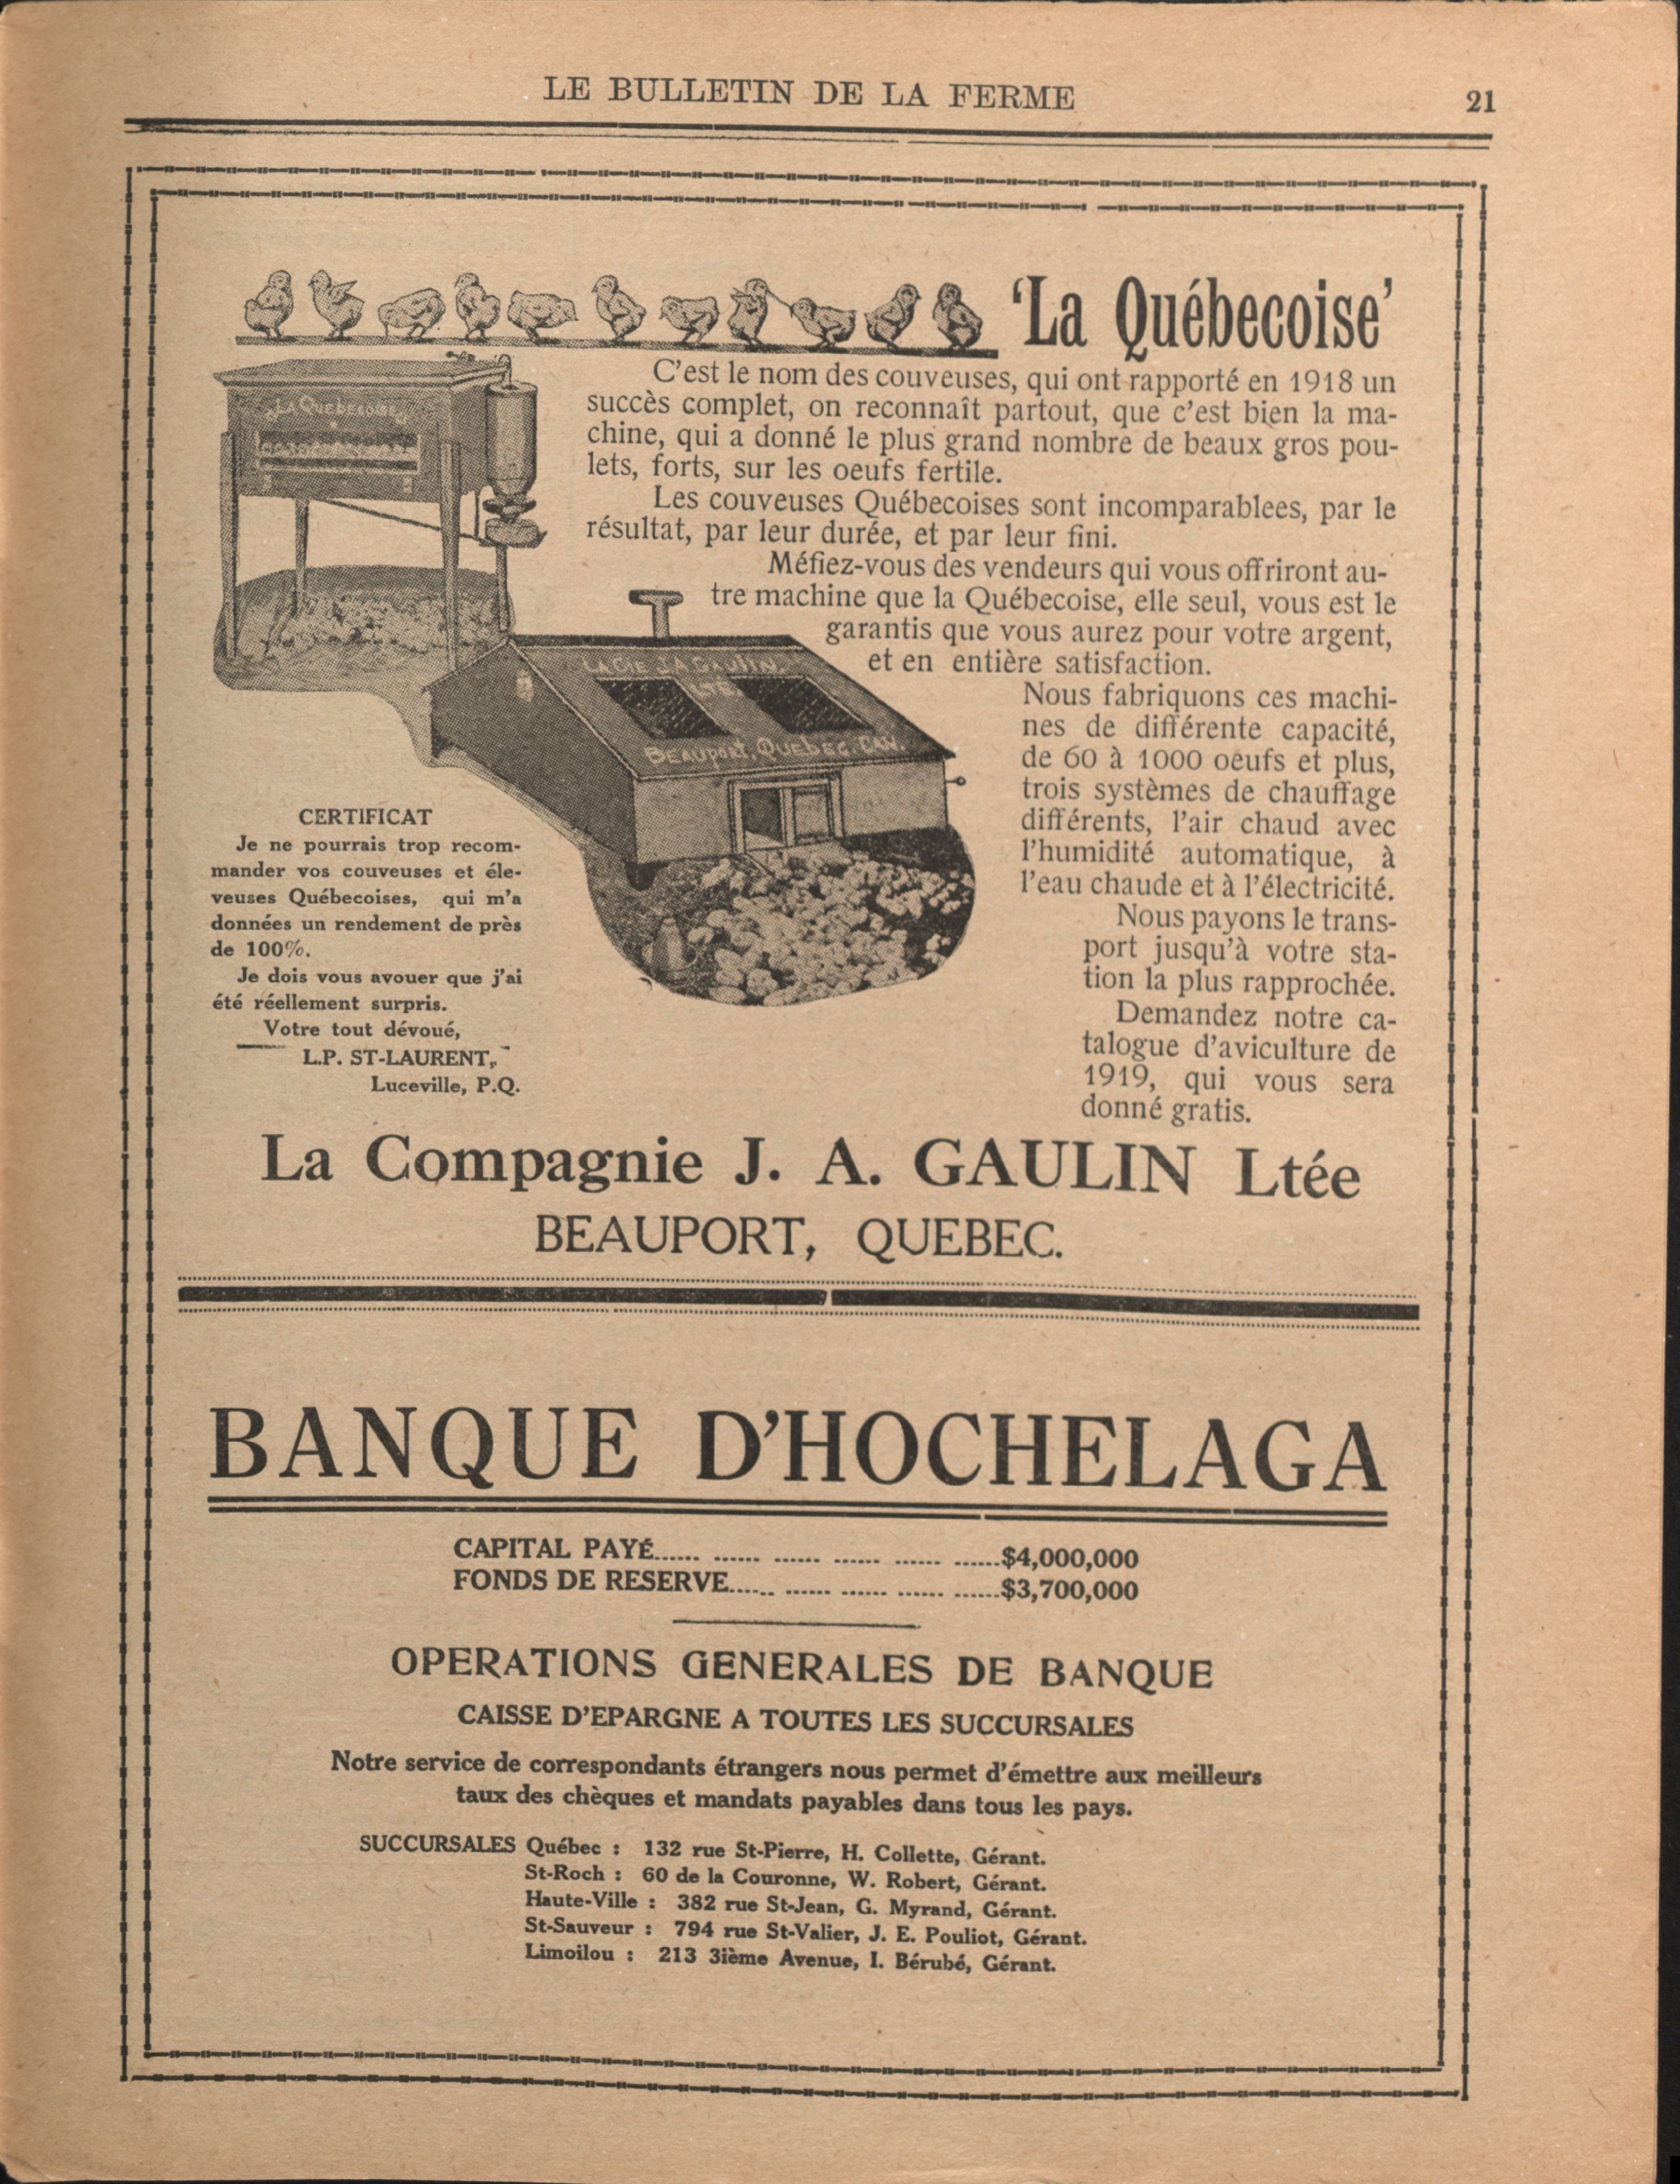 LE BULLETIN DE LA FERME 21
'La Québecoise'
C'est le nom des couveuses, qui ont rapporté en 1918 un
succès complet, on reconnaît partout, que c'est bien la ma-
chine, qui a donné le plus grand nombre de beaux gros pou-
lets, forts, sur les oeufs fertile.
Les couveuses Québecoises sont incomparablees, par le
résultat, par leur durée, et par leur fini.
Méfiez-vous des vendeurs qui vous offriront au-
tre machine que la Québecoise, elle seul, vous est le
garantis que vous aurez pour votre argent,
et en entière satisfaction.
Nous fabriquons ces machi-
nes de différente capacité,
de 60 à 1000 oeufs et plus,
trois systèmes de chauffage
différents, l'air chaud avec
l'humidité automatique, à
l'eau chaude et à l'électricité.
Nous payons le trans-
port jusqu'à votre sta-
tion la plus rapprochée.
Demandez notre ca-
talogue d'aviculture de
1919, qui vous sera
donné gratis.
LA QUEBECOISE
LA CIE J.A GAULIN.
LTÉE
BEAUPORT, QUEBEC. CAN.
CERTIFICAT
Je ne pourrais trop recom-
mander vos couveuses et éle-
veuses Québecoises, qui m'a
données un rendement de près
de 100%.
Je dois vous avouer que j'ai
été réellement surpris.
Votre tout dévoué,
L.P. ST-LAURENT,
Luceville, P.Q.
La Compagnie J. A. GAULIN Ltée
BEAUPORT, QUEBEC.
BANQUE D'HOCHELAGA
CAPITAL PAYÉ...... ...... ...... ...... ...... ......$4,000,000
FONDS DE RESERVE...... ...... ...... ...... ......$3,700,000
OPERATIONS GENERALES DE BANQUE
CAISSE D'EPARGNE A TOUTES LES SUCCURSALES
Notre service de correspondants étrangers nous permet d'émettre aux meilleurs
taux des chèques et mandats payables dans tous les pays.
SUCCURSALES Québec : 132 rue St-Pierre, H. Collette, Gérant.
St-Roch : 60 de la Couronne, W. Robert, Gérant.
Haute-Ville : 382 rue St-Jean, G. Myrand, Gérant.
St-Sauveur : 794 rue St-Valier, J. E. Pouliot, Gérant.
Limoilou : 213 3ième Avenue, I. Bérubé, Gérant.